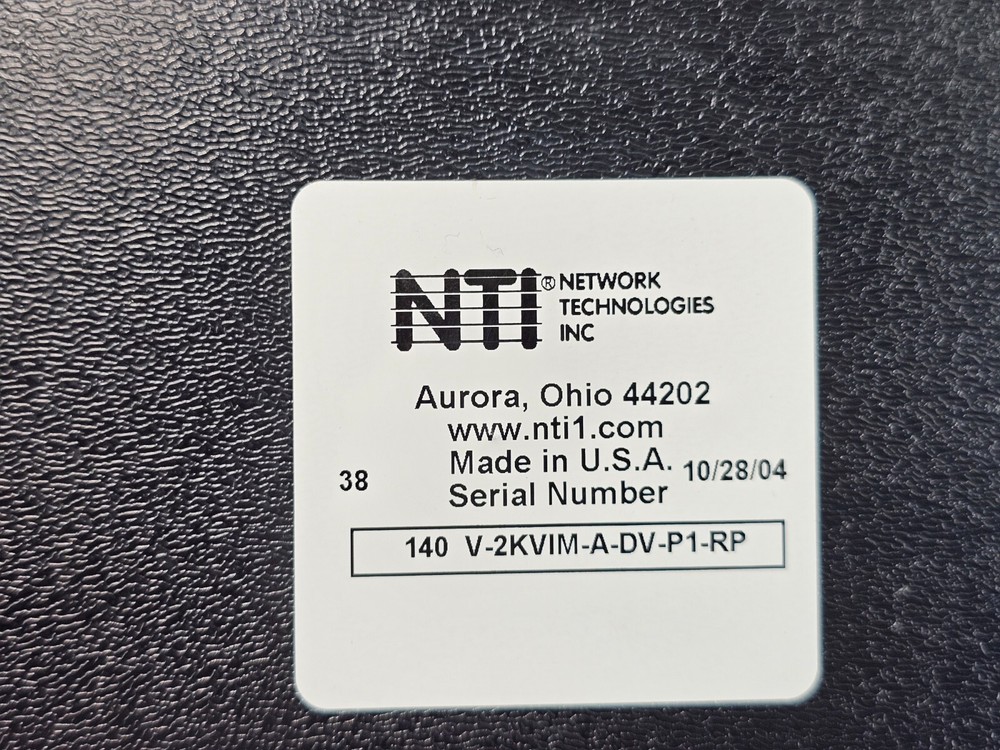 NTI® NETWORK
TECHNOLOGIES
INC
Aurora, Ohio 44202
www.nti1.com
Made in U.S.A. 10/28/04
38
Serial Number
140 V-2KVIM-A-DV-P1-RP